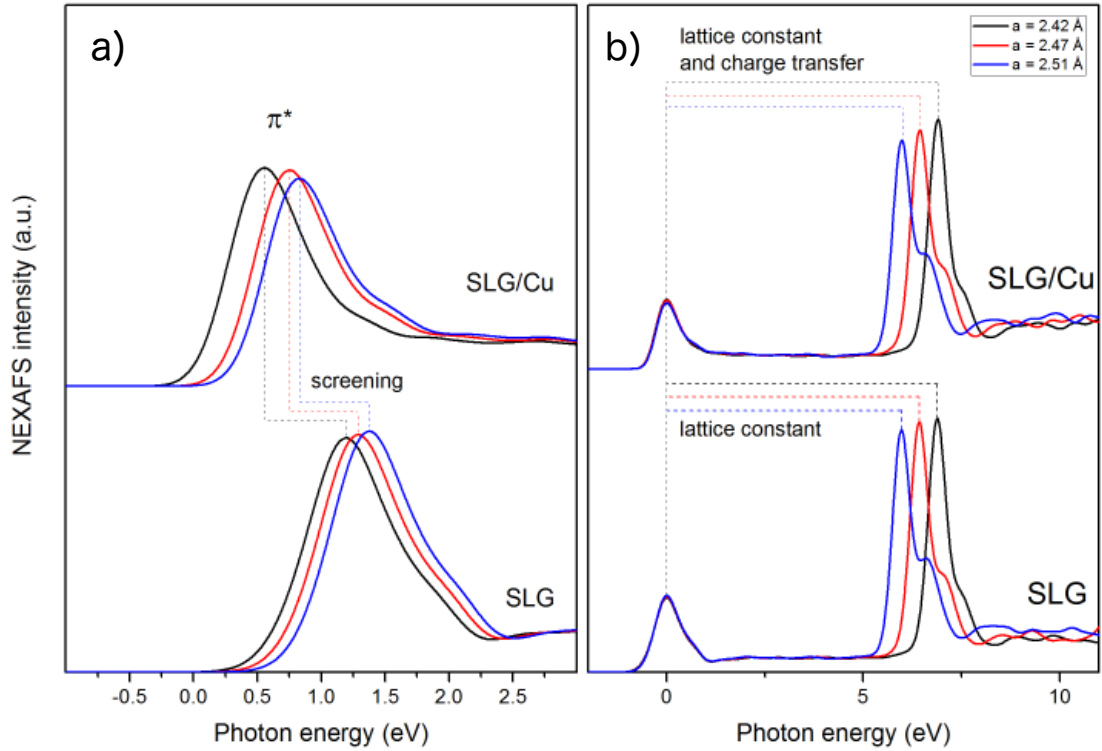 a)
π*
SLG/Cu
screening
SLG
NEXAFS intensity (a.u.)
-0.5 0.0 0.5 1.0 1.5 2.0 2.5
Photon energy (eV)
b)
lattice constant
and charge transfer
a = 2.42 Å
a = 2.47 Å
a = 2.51 Å
SLG/Cu
lattice constant
SLG
0 5 10
Photon energy (eV)